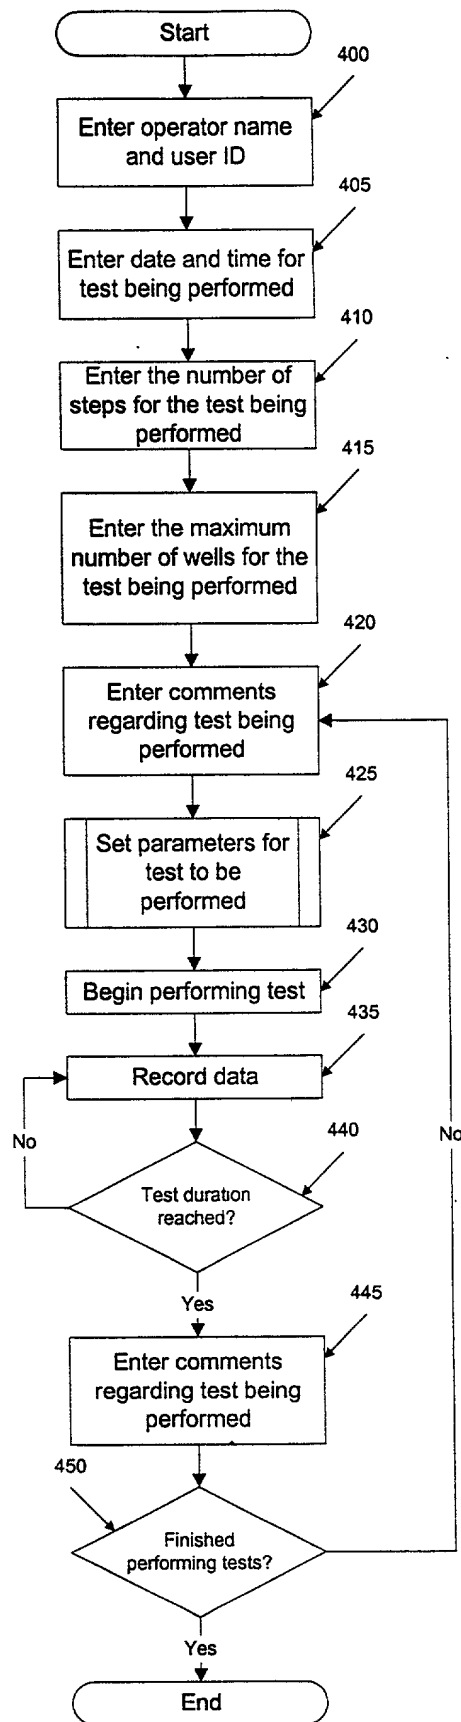 Start
400
Enter operator name
and user ID
405
Enter date and time for
test being performed
410
Enter the number of
steps for the test being
performed
415
Enter the maximum
number of wells for the
test being performed
420
Enter comments
regarding test being
performed
425
Set parameters for
test to be
performed
430
Begin performing test
435
Record data
No
440
No
Test duration
reached?
Yes
445
Enter comments
regarding test being
performed
450
Finished
performing tests?
Yes
End